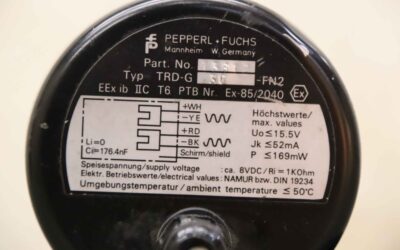 PEPPERL + FUCHS
Mannheim W. Germany
Part. No.
Typ TRD-G -FN2
EEx ib IIC T6 PTB Nr. Ex-85/2040 Ex
+WH
-YE
+RD
-BK
Schirm/shield
Li=0
Ci=176.4nF
Höchstwerte/
max. values
Uo ≤ 15.5V
Jk ≤ 52mA
P ≤ 169mW
Speisespannung/supply voltage : ca. 8VDC/Ri = 1KOhm
Elektr. Betriebswerte/electrical values: NAMUR bzw. DIN 19234
Umgebungstemperatur/ambient temperature ≤ 50°C